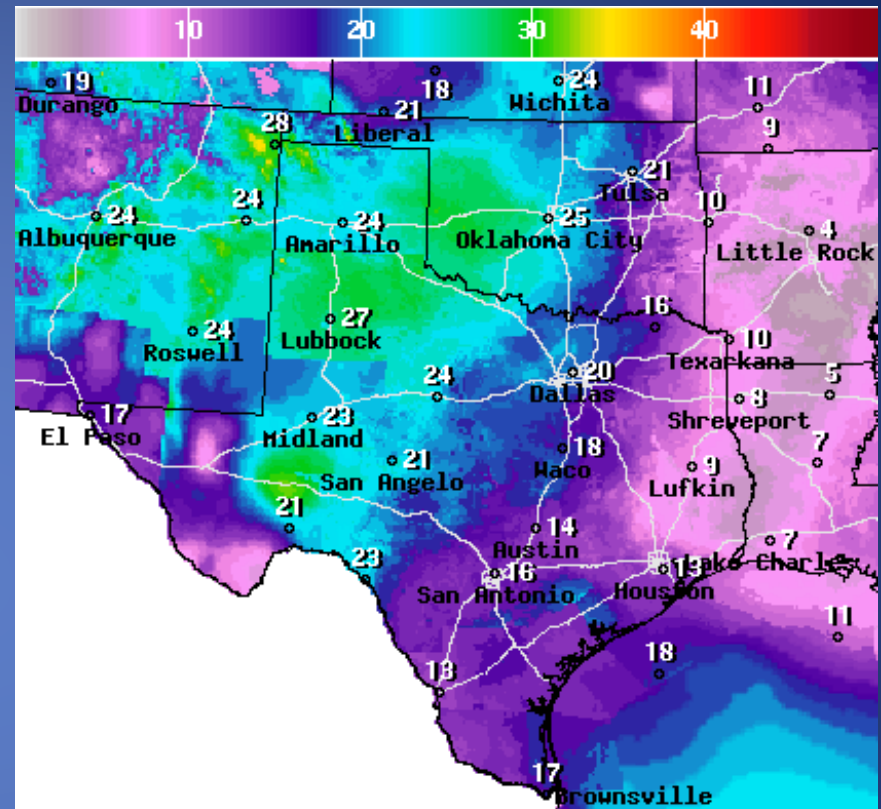 10 20 30 40
19 Durango
18
21 Liberal
24 Wichita
11
9
28
21 Tulsa
24 Albuquerque
24
24 Amarillo
25 Oklahoma City
10
4 Little Rock
24 Roswell
27 Lubbock
16
10 Texarkana
20 Dallas
17 El Paso
23 Midland
24
8 Shreveport
5
21 San Angelo
18 Waco
9 Lufkin
7
21
14 Austin
7 Lake Charles
23
16 San Antonio
13 Houston
11
18
18
17 Brownsville